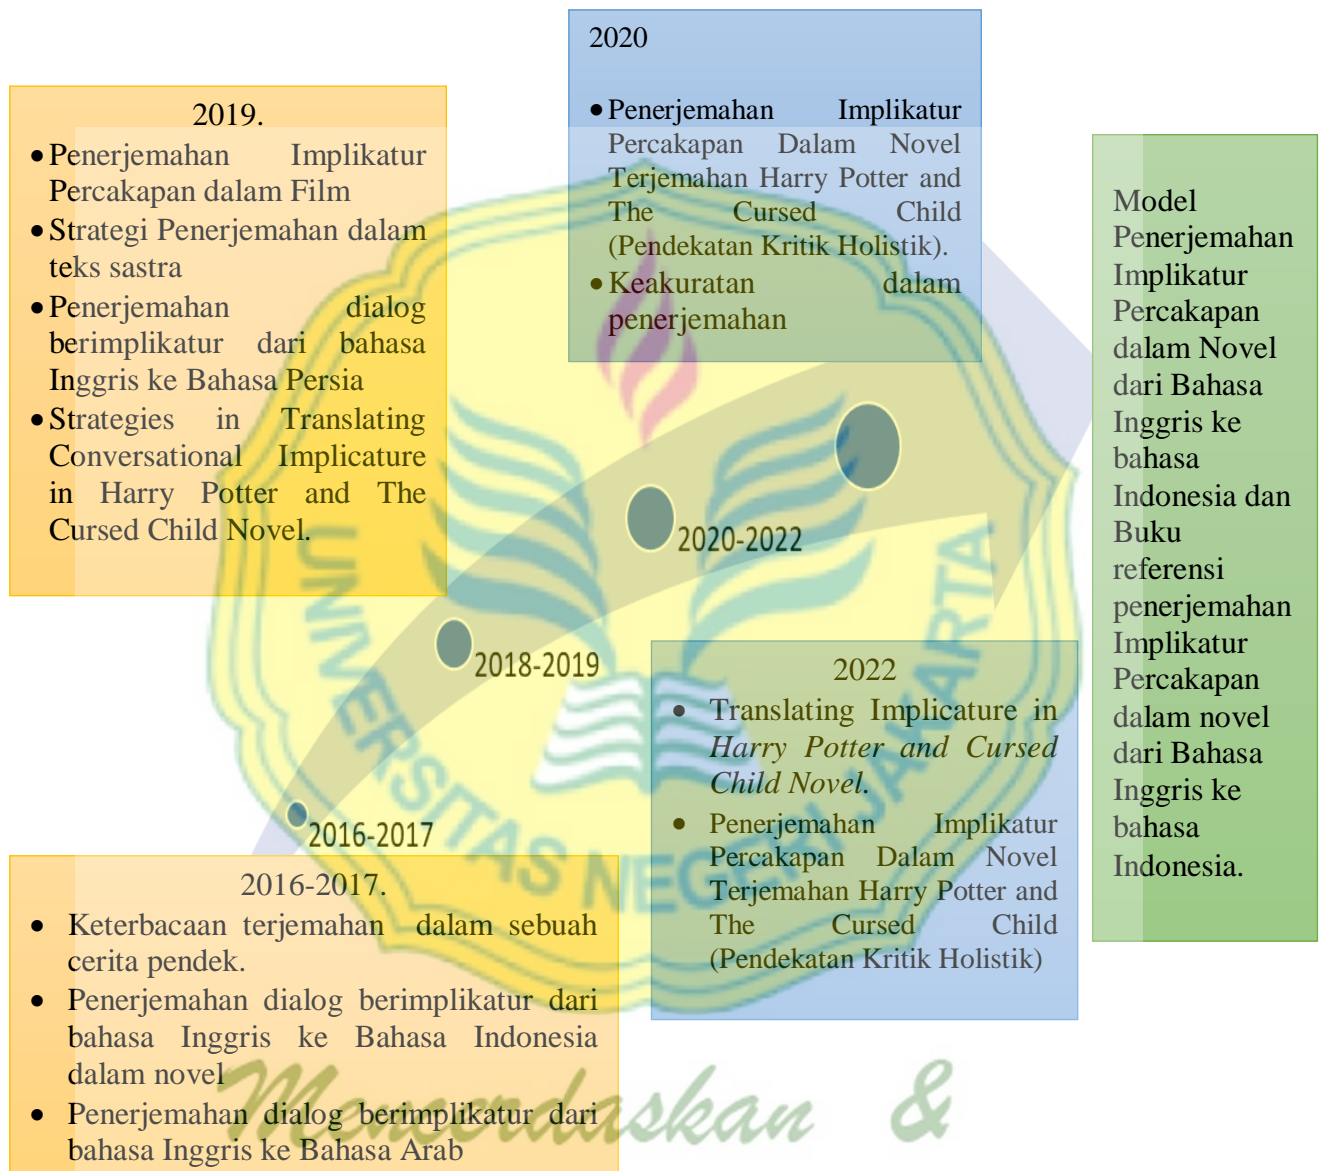 2020
• Penerjemahan Implikatur
Percakapan Dalam Novel
Terjemahan Harry Potter and
The Cursed Child
(Pendekatan Kritik Holistik).
• Keakuratan dalam
penerjemahan
2019.
• Penerjemahan Implikatur
Percakapan dalam Film
• Strategi Penerjemahan dalam
teks sastra
• Penerjemahan dialog
berimplikatur dari bahasa
Inggris ke Bahasa Persia
• Strategies in Translating
Conversational Implicature
in Harry Potter and The
Cursed Child Novel.
Model
Penerjemahan
Implikatur
Percakapan
dalam Novel
dari Bahasa
Inggris ke
bahasa
Indonesia dan
Buku
referensi
penerjemahan
Implikatur
Percakapan
dalam novel
dari Bahasa
Inggris ke
bahasa
Indonesia.
2020-2022
2018-2019
2016-2017
2022
• Translating Implicature in
Harry Potter and Cursed
Child Novel.
• Penerjemahan Implikatur
Percakapan Dalam Novel
Terjemahan Harry Potter and
The Cursed Child
(Pendekatan Kritik Holistik)
2016-2017.
• Keterbacaan terjemahan dalam sebuah
cerita pendek.
• Penerjemahan dialog berimplikatur dari
bahasa Inggris ke Bahasa Indonesia
dalam novel
• Penerjemahan dialog berimplikatur dari
bahasa Inggris ke Bahasa Arab
UNIVERSITAS NEGERI JAKARTA
Mencerdaskan &